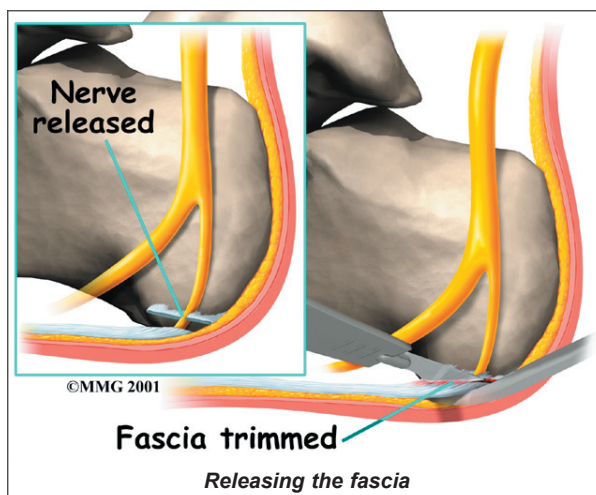 Nerve
released
©MMG 2001
Fascia trimmed
Releasing the fascia